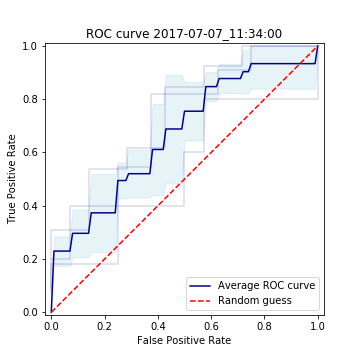 ROC curve 2017-07-07_11:34:00
1.0
0.8
0.6
0.4
0.2
0.0
True Positive Rate
0.0 0.2 0.4 0.6 0.8 1.0
False Positive Rate
Average ROC curve
Random guess